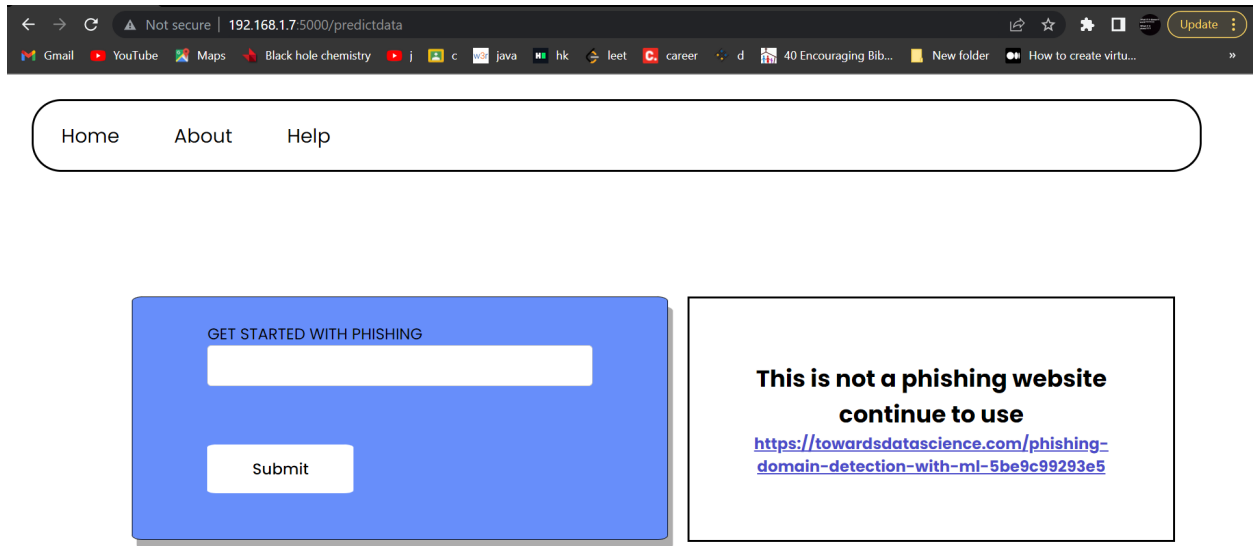 Not secure | 192.168.1.7:5000/predictdata Update
Gmail YouTube Maps Black hole chemistry j c w3r java hk leet C. career d 40 Encouraging Bib... New folder How to create virtu... »
Home About Help
GET STARTED WITH PHISHING
Submit
This is not a phishing website
continue to use
https://towardsdatascience.com/phishing-
domain-detection-with-ml-5be9c99293e5